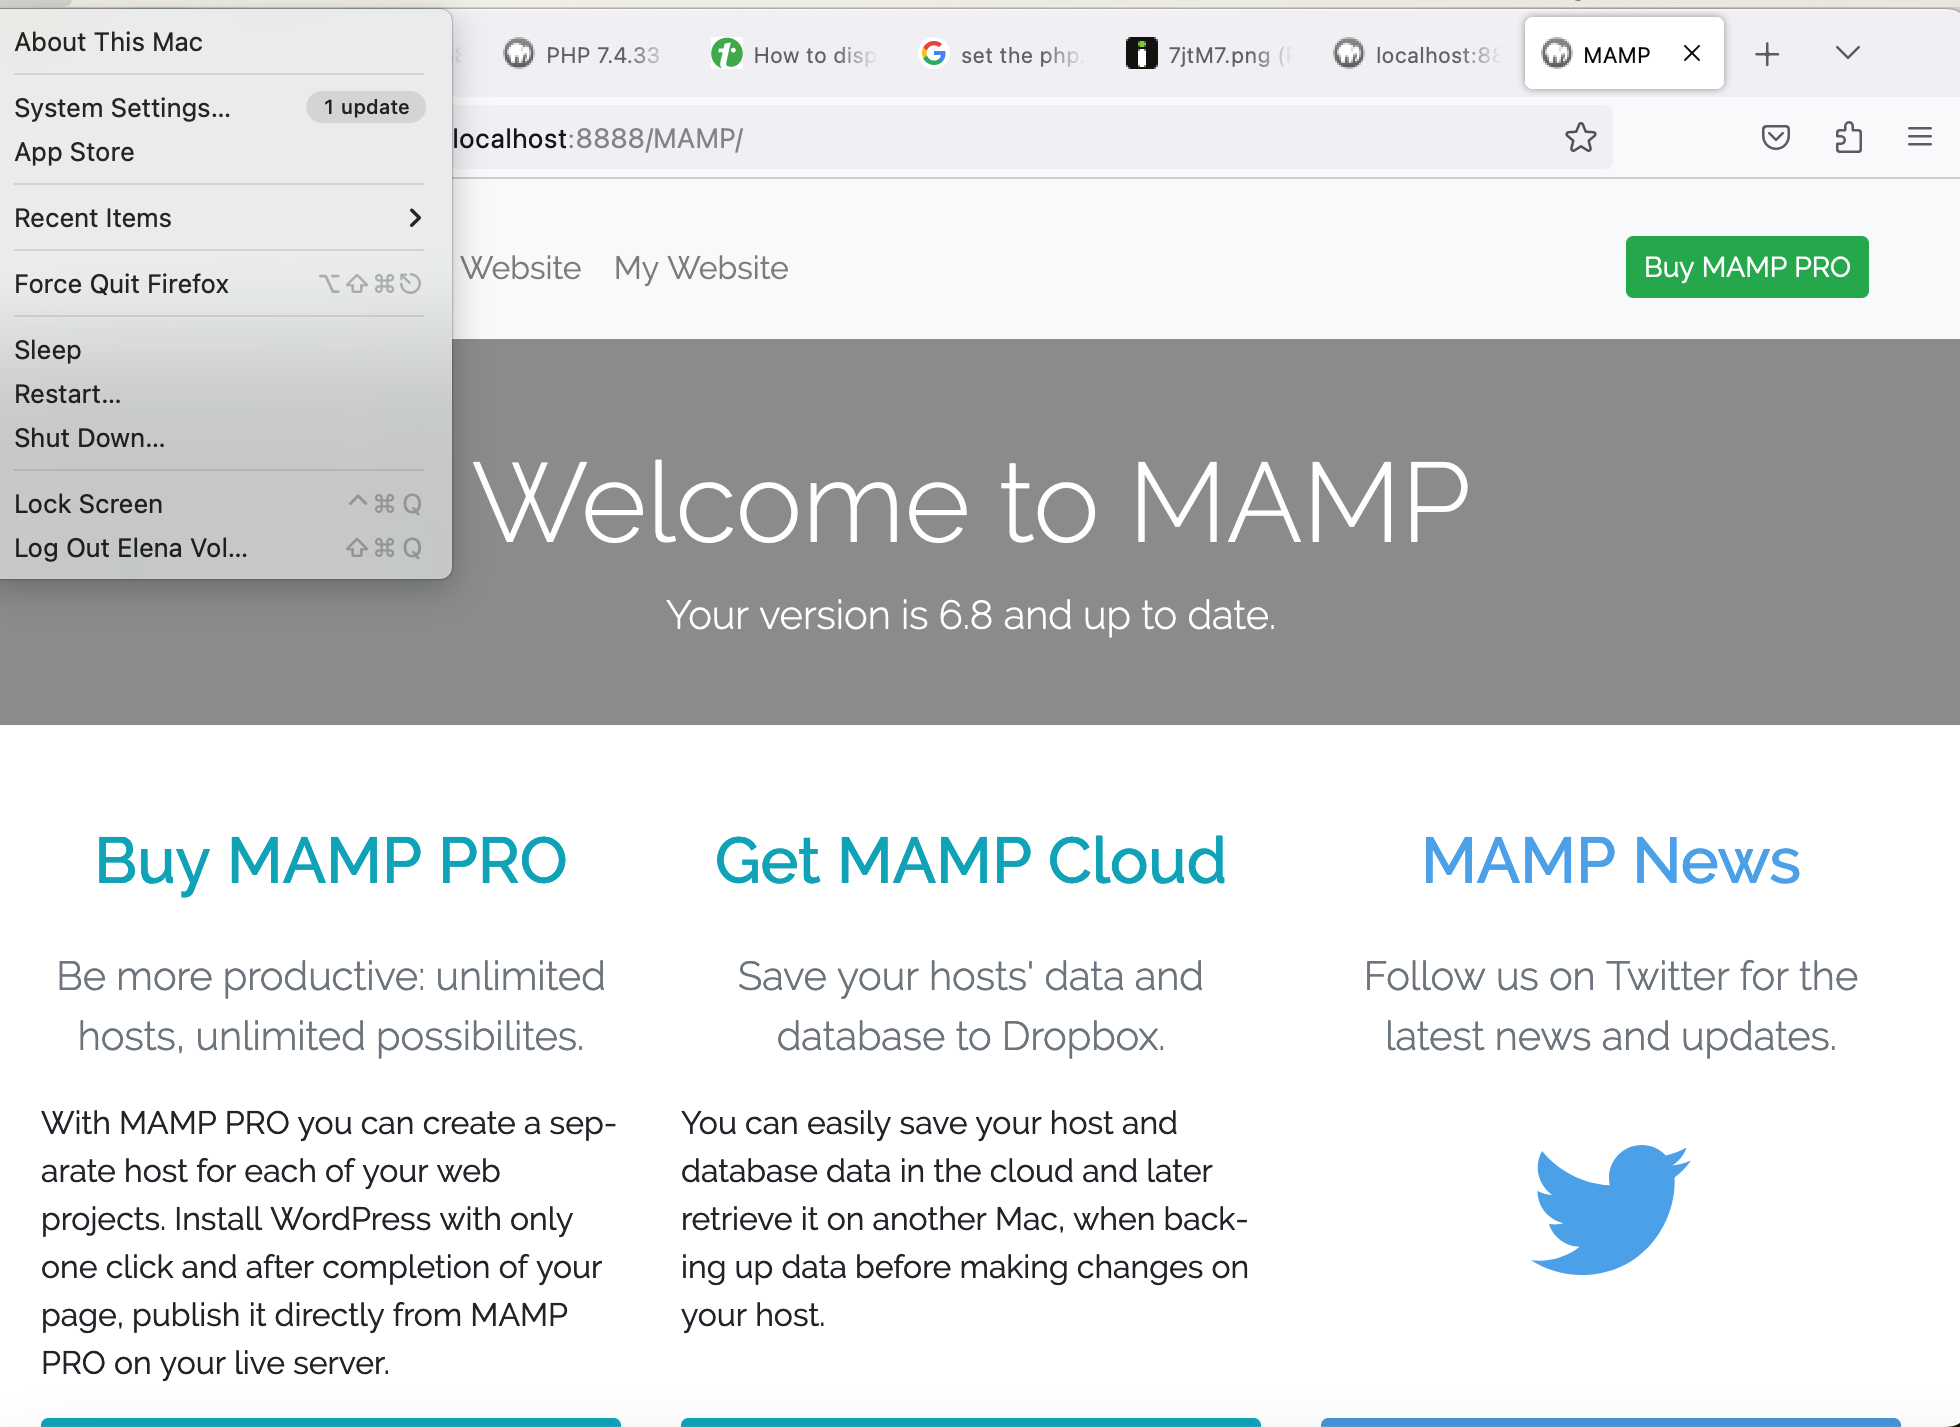 About This Mac
System Settings... 1 update
App Store
Recent Items
Force Quit Firefox ⌥⇧⌘⎋
Sleep
Restart...
Shut Down...
Lock Screen ^⌘Q
Log Out Elena Vol... ⇧⌘Q
PHP 7.4.33 How to disp set the php. 7jtM7.png ( localhost:88 MAMP
localhost:8888/MAMP/
Website My Website Buy MAMP PRO
Welcome to MAMP
Your version is 6.8 and up to date.
Buy MAMP PRO
Be more productive: unlimited
hosts, unlimited possibilites.
With MAMP PRO you can create a sep-
arate host for each of your web
projects. Install WordPress with only
one click and after completion of your
page, publish it directly from MAMP
PRO on your live server.
Get MAMP Cloud
Save your hosts' data and
database to Dropbox.
You can easily save your host and
database data in the cloud and later
retrieve it on another Mac, when back-
ing up data before making changes on
your host.
MAMP News
Follow us on Twitter for the
latest news and updates.